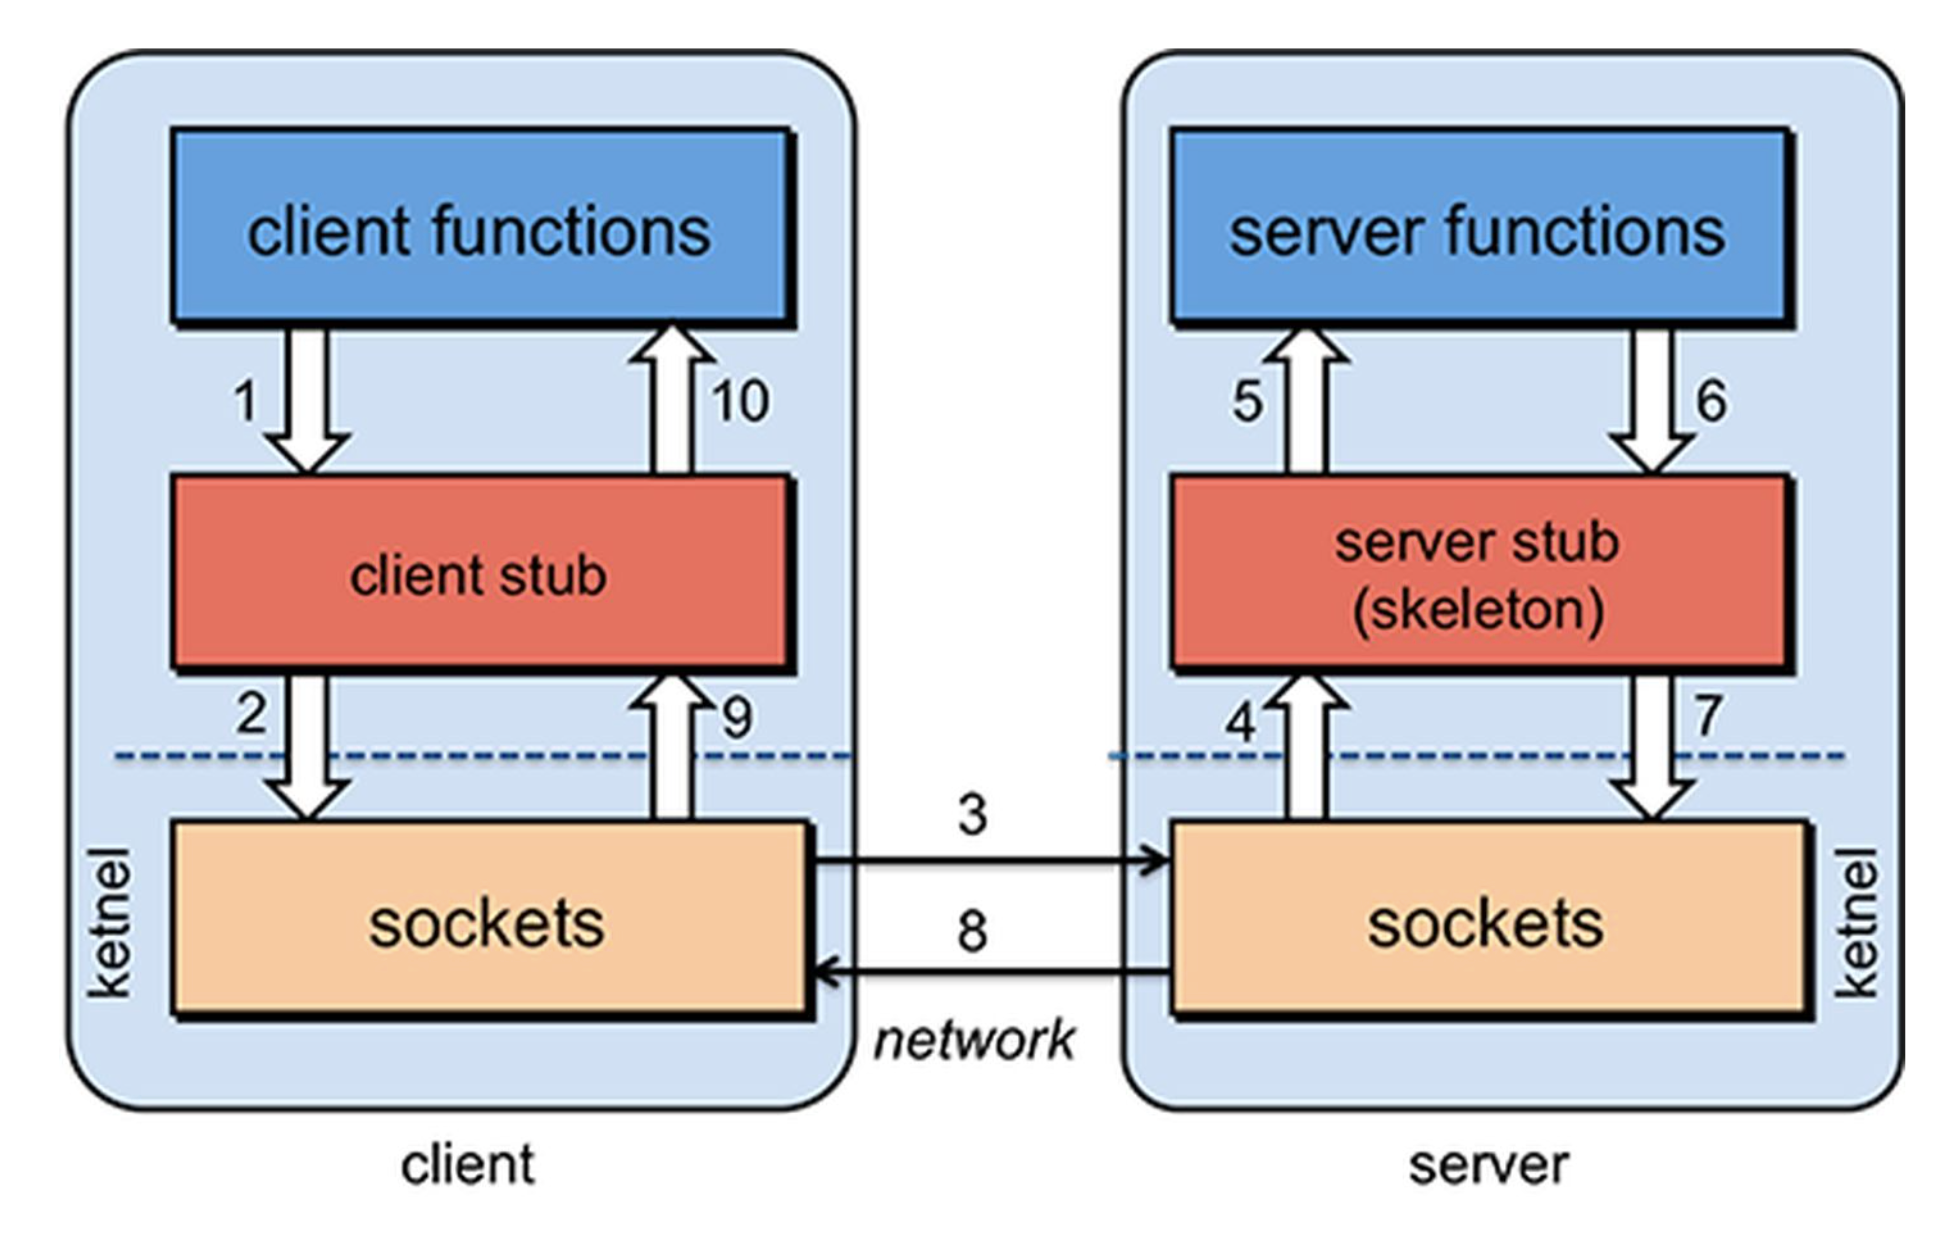 client functions
server functions
1
10
5
6
client stub
server stub
(skeleton)
2
9
4
7
ketnel
sockets
3
8
network
sockets
ketnel
client
server